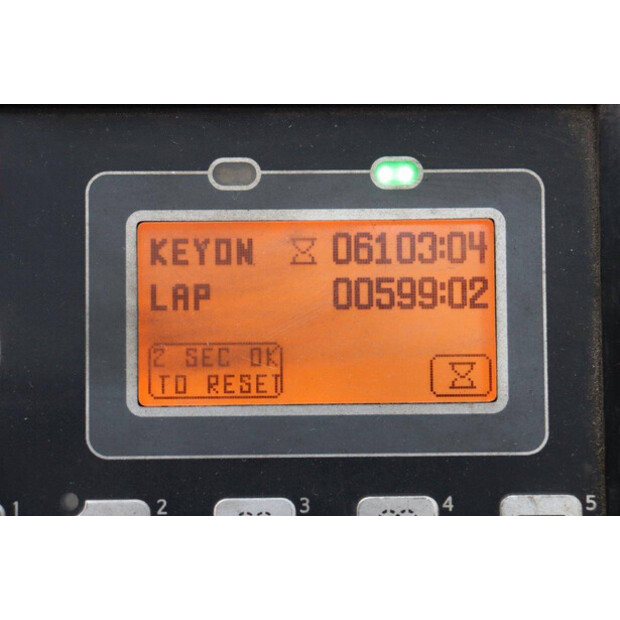 KEYON 06103:04
LAP 00599:02
2 SEC OK
TO RESET
1 2 3 4 5